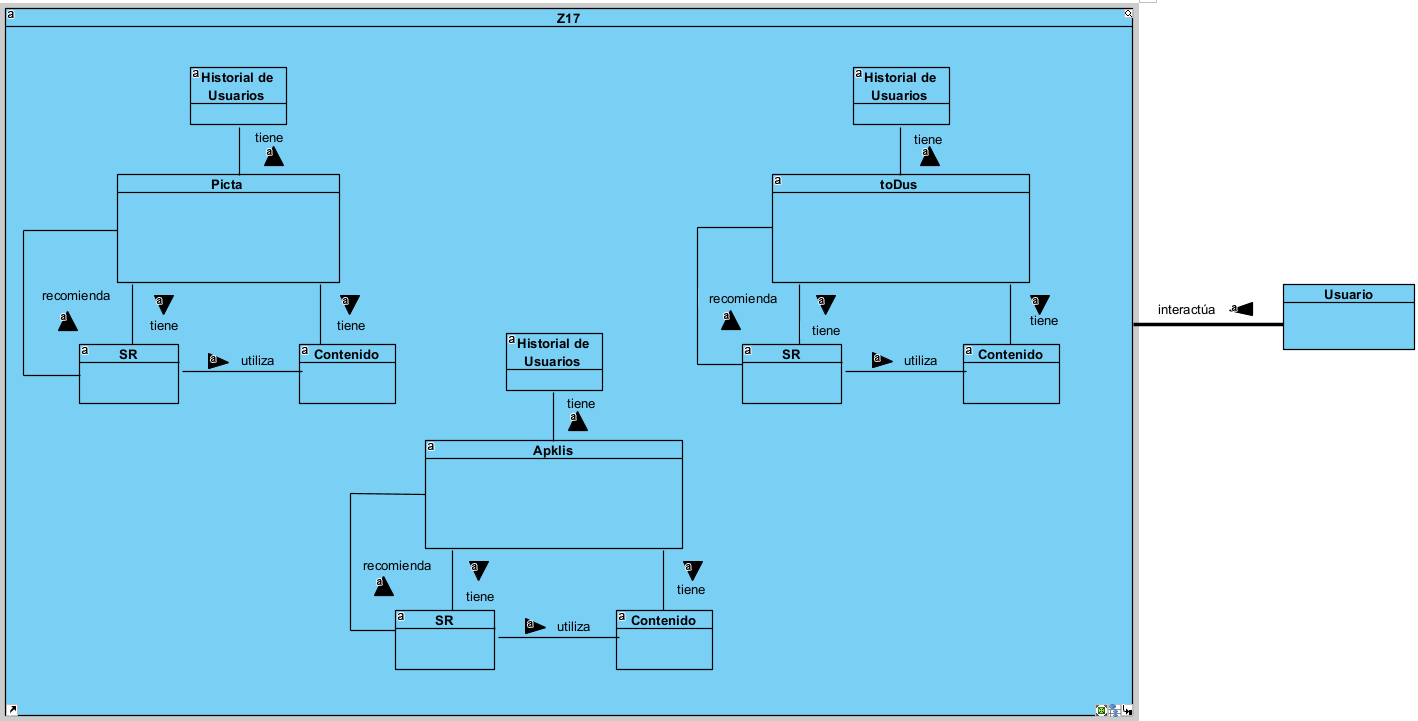 Z17
Historial de
Usuarios
tiene
Picta
recomienda
tiene
tiene
SR
utiliza
Contenido
Historial de
Usuarios
tiene
toDus
recomienda
tiene
tiene
SR
utiliza
Contenido
Historial de
Usuarios
tiene
Apklis
recomienda
tiene
tiene
SR
utiliza
Contenido
interactúa
Usuario